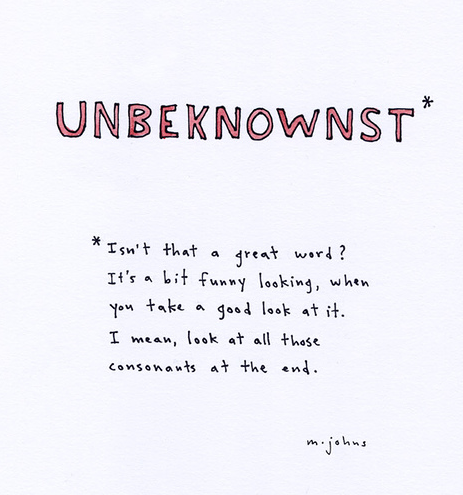 UNBEKNOWNST*
*Isn't that a great word?
It's a bit funny looking, when
you take a good look at it.
I mean, look at all those
consonants at the end.
m.johns